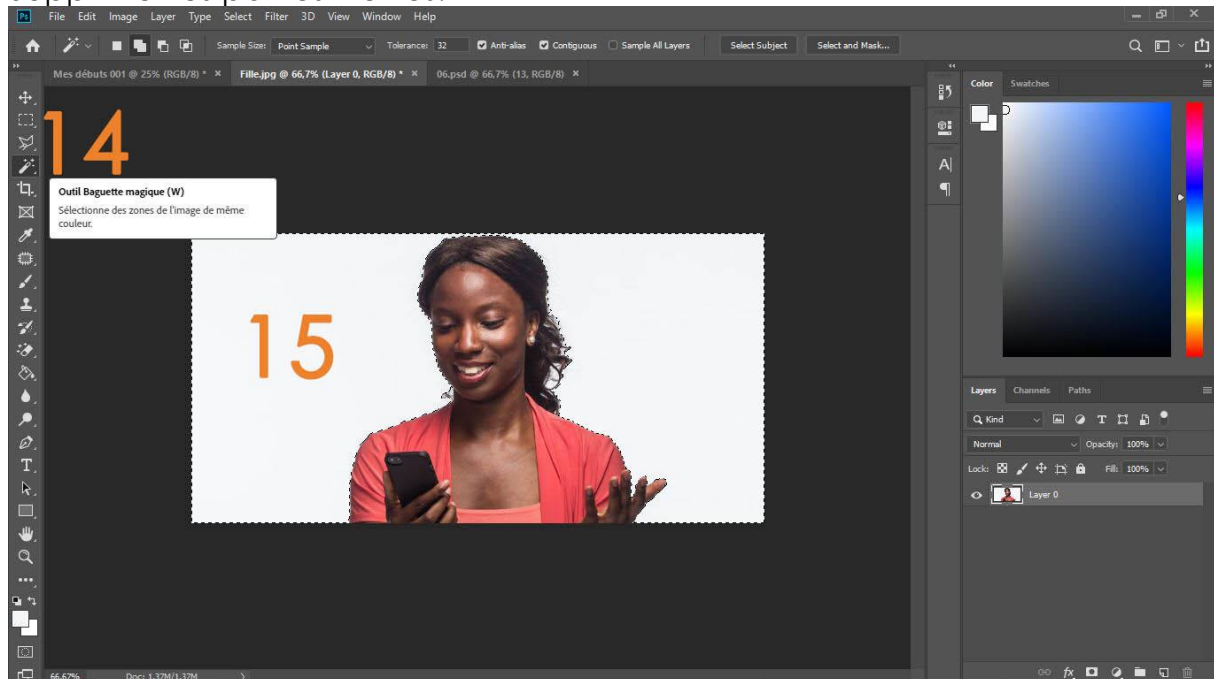 Ps File Edit Image Layer Type Select Filter 3D View Window Help
Sample Size: Point Sample Tolerance: 32 Anti-alias Contiguous Sample All Layers Select Subject Select and Mask...
Mes débuts 001 @ 25% (RGB/8) * × Fille.jpg @ 66,7% (Layer 0, RGB/8) * × 06.psd @ 66,7% (13, RGB/8) ×
Color Swatches
14
Outil Baguette magique (W)
Sélectionne des zones de l'image de même
couleur.
15
Layers Channels Paths
Kind
Normal Opacity: 100%
Lock: Fill: 100%
Layer 0
66,67% Doc: 1,37M/1,37M